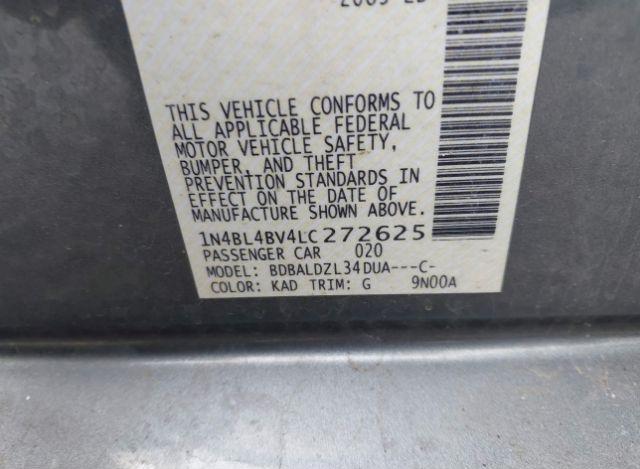 THIS VEHICLE CONFORMS TO
ALL APPLICABLE FEDERAL
MOTOR VEHICLE SAFETY,
BUMPER, AND THEFT
PREVENTION STANDARDS IN
EFFECT ON THE DATE OF
MANUFACTURE SHOWN ABOVE.
1N4BL4BV4LC272625
PASSENGER CAR 020
MODEL: BDBALDZL34DUA---C-
COLOR: KAD TRIM: G 9N00A